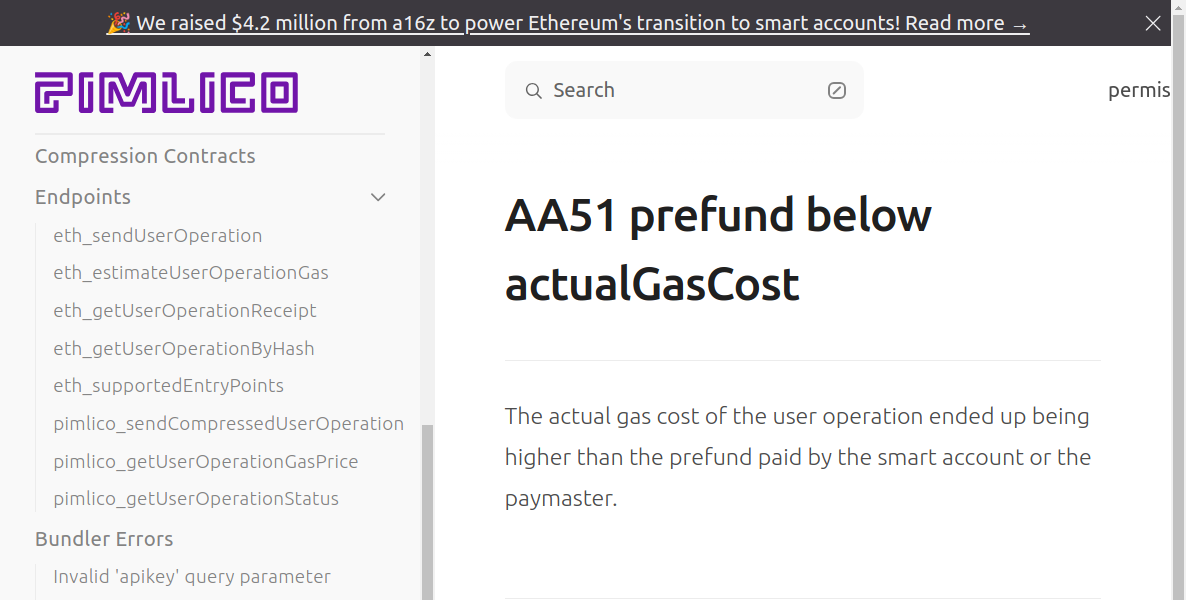 🎉 We raised $4.2 million from a16z to power Ethereum's transition to smart accounts! Read more →
PIMLICO
Compression Contracts
Endpoints
eth_sendUserOperation
eth_estimateUserOperationGas
eth_getUserOperationReceipt
eth_getUserOperationByHash
eth_supportedEntryPoints
pimlico_sendCompressedUserOperation
pimlico_getUserOperationGasPrice
pimlico_getUserOperationStatus
Bundler Errors
Invalid 'apikey' query parameter
Search
permis
AA51 prefund below
actualGasCost
The actual gas cost of the user operation ended up being
higher than the prefund paid by the smart account or the
paymaster.